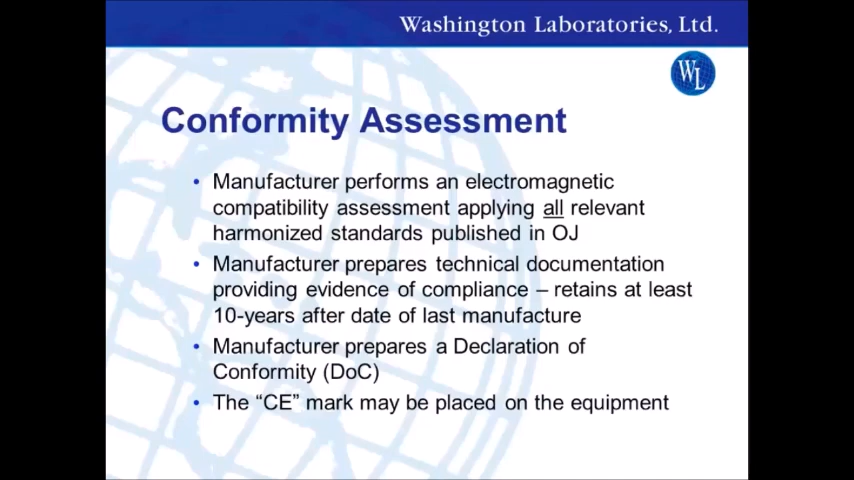 Washington Laboratories, Ltd.
WL
Conformity Assessment
• Manufacturer performs an electromagnetic
compatibility assessment applying all relevant
harmonized standards published in OJ
• Manufacturer prepares technical documentation
providing evidence of compliance – retains at least
10-years after date of last manufacture
• Manufacturer prepares a Declaration of
Conformity (DoC)
• The “CE” mark may be placed on the equipment